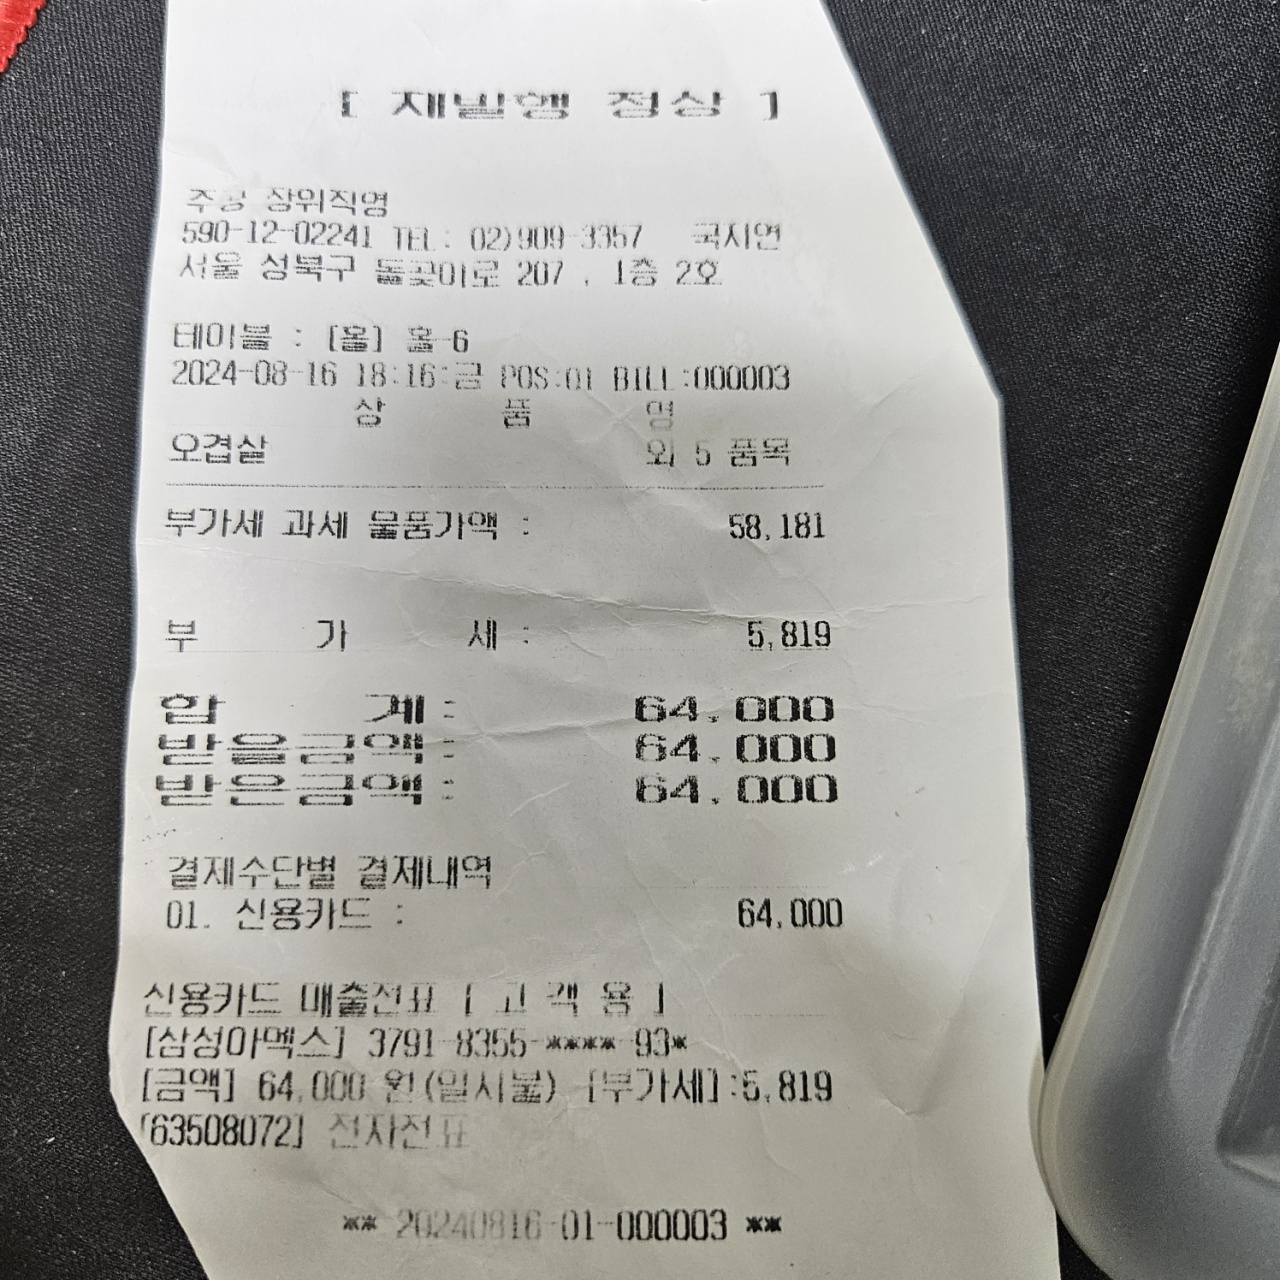 [ 재발행 정상 ]
주공 장위직영
590-12-02241 TEL: 02)909-3357 국지연
서울 성북구 돌곶이로 207 , 1층 2호
테이블 : [홀] 홀-6
2024-08-16 18:16:금 POS:01 BILL:000003
상 품 명
오겹살 외 5 품목
부가세 과세 물품가액 : 58,181
부 가 세 : 5,819
합 계 : 64,000
받을금액 : 64,000
받은금액 : 64,000
결제수단별 결제내역
01. 신용카드 : 64,000
신용카드 매출전표 [ 고 객 용 ]
[삼성아멕스] 3791-8355-****-93*
[금액] 64,000 원(일시불) [부가세]:5,819
[63508072] 전자전표
** 20240816-01-000003 **